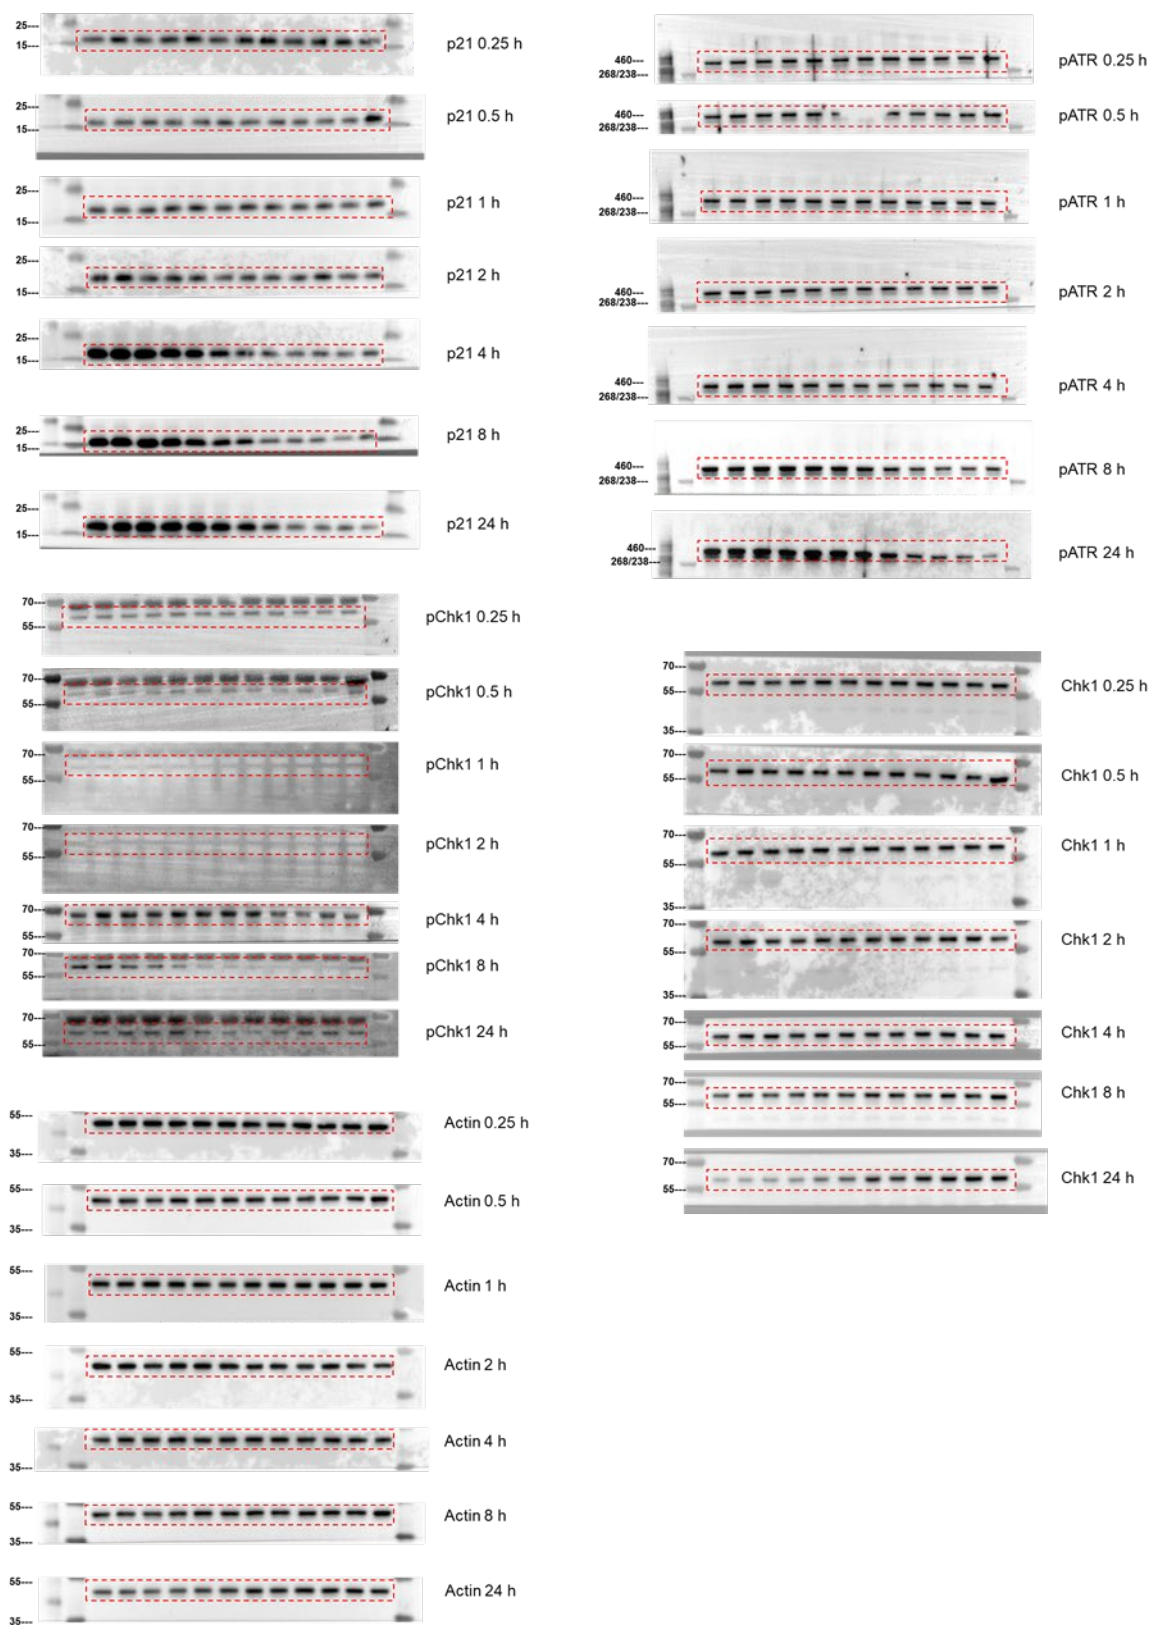 25---
15---
p21 0.25 h
25---
15---
p21 0.5 h
25---
15---
p21 1 h
25---
15---
p21 2 h
25---
15---
p21 4 h
25---
15---
p21 8 h
25---
15---
p21 24 h
70---
55---
pChk1 0.25 h
70---
55---
pChk1 0.5 h
70---
55---
pChk1 1 h
70---
55---
pChk1 2 h
70---
55---
pChk1 4 h
70---
55---
pChk1 8 h
70---
55---
pChk1 24 h
55---
35---
Actin 0.25 h
55---
35---
Actin 0.5 h
55---
35---
Actin 1 h
55---
35---
Actin 2 h
55---
35---
Actin 4 h
55---
35---
Actin 8 h
55---
35---
Actin 24 h
460---
268/238---
pATR 0.25 h
460---
268/238---
pATR 0.5 h
460---
268/238---
pATR 1 h
460---
268/238---
pATR 2 h
460---
268/238---
pATR 4 h
460---
268/238---
pATR 8 h
460---
268/238---
pATR 24 h
70---
55---
35---
Chk1 0.25 h
70---
55---
Chk1 0.5 h
70---
55---
35---
Chk1 1 h
70---
55---
35---
Chk1 2 h
70---
55---
Chk1 4 h
70---
55---
Chk1 8 h
70---
55---
Chk1 24 h